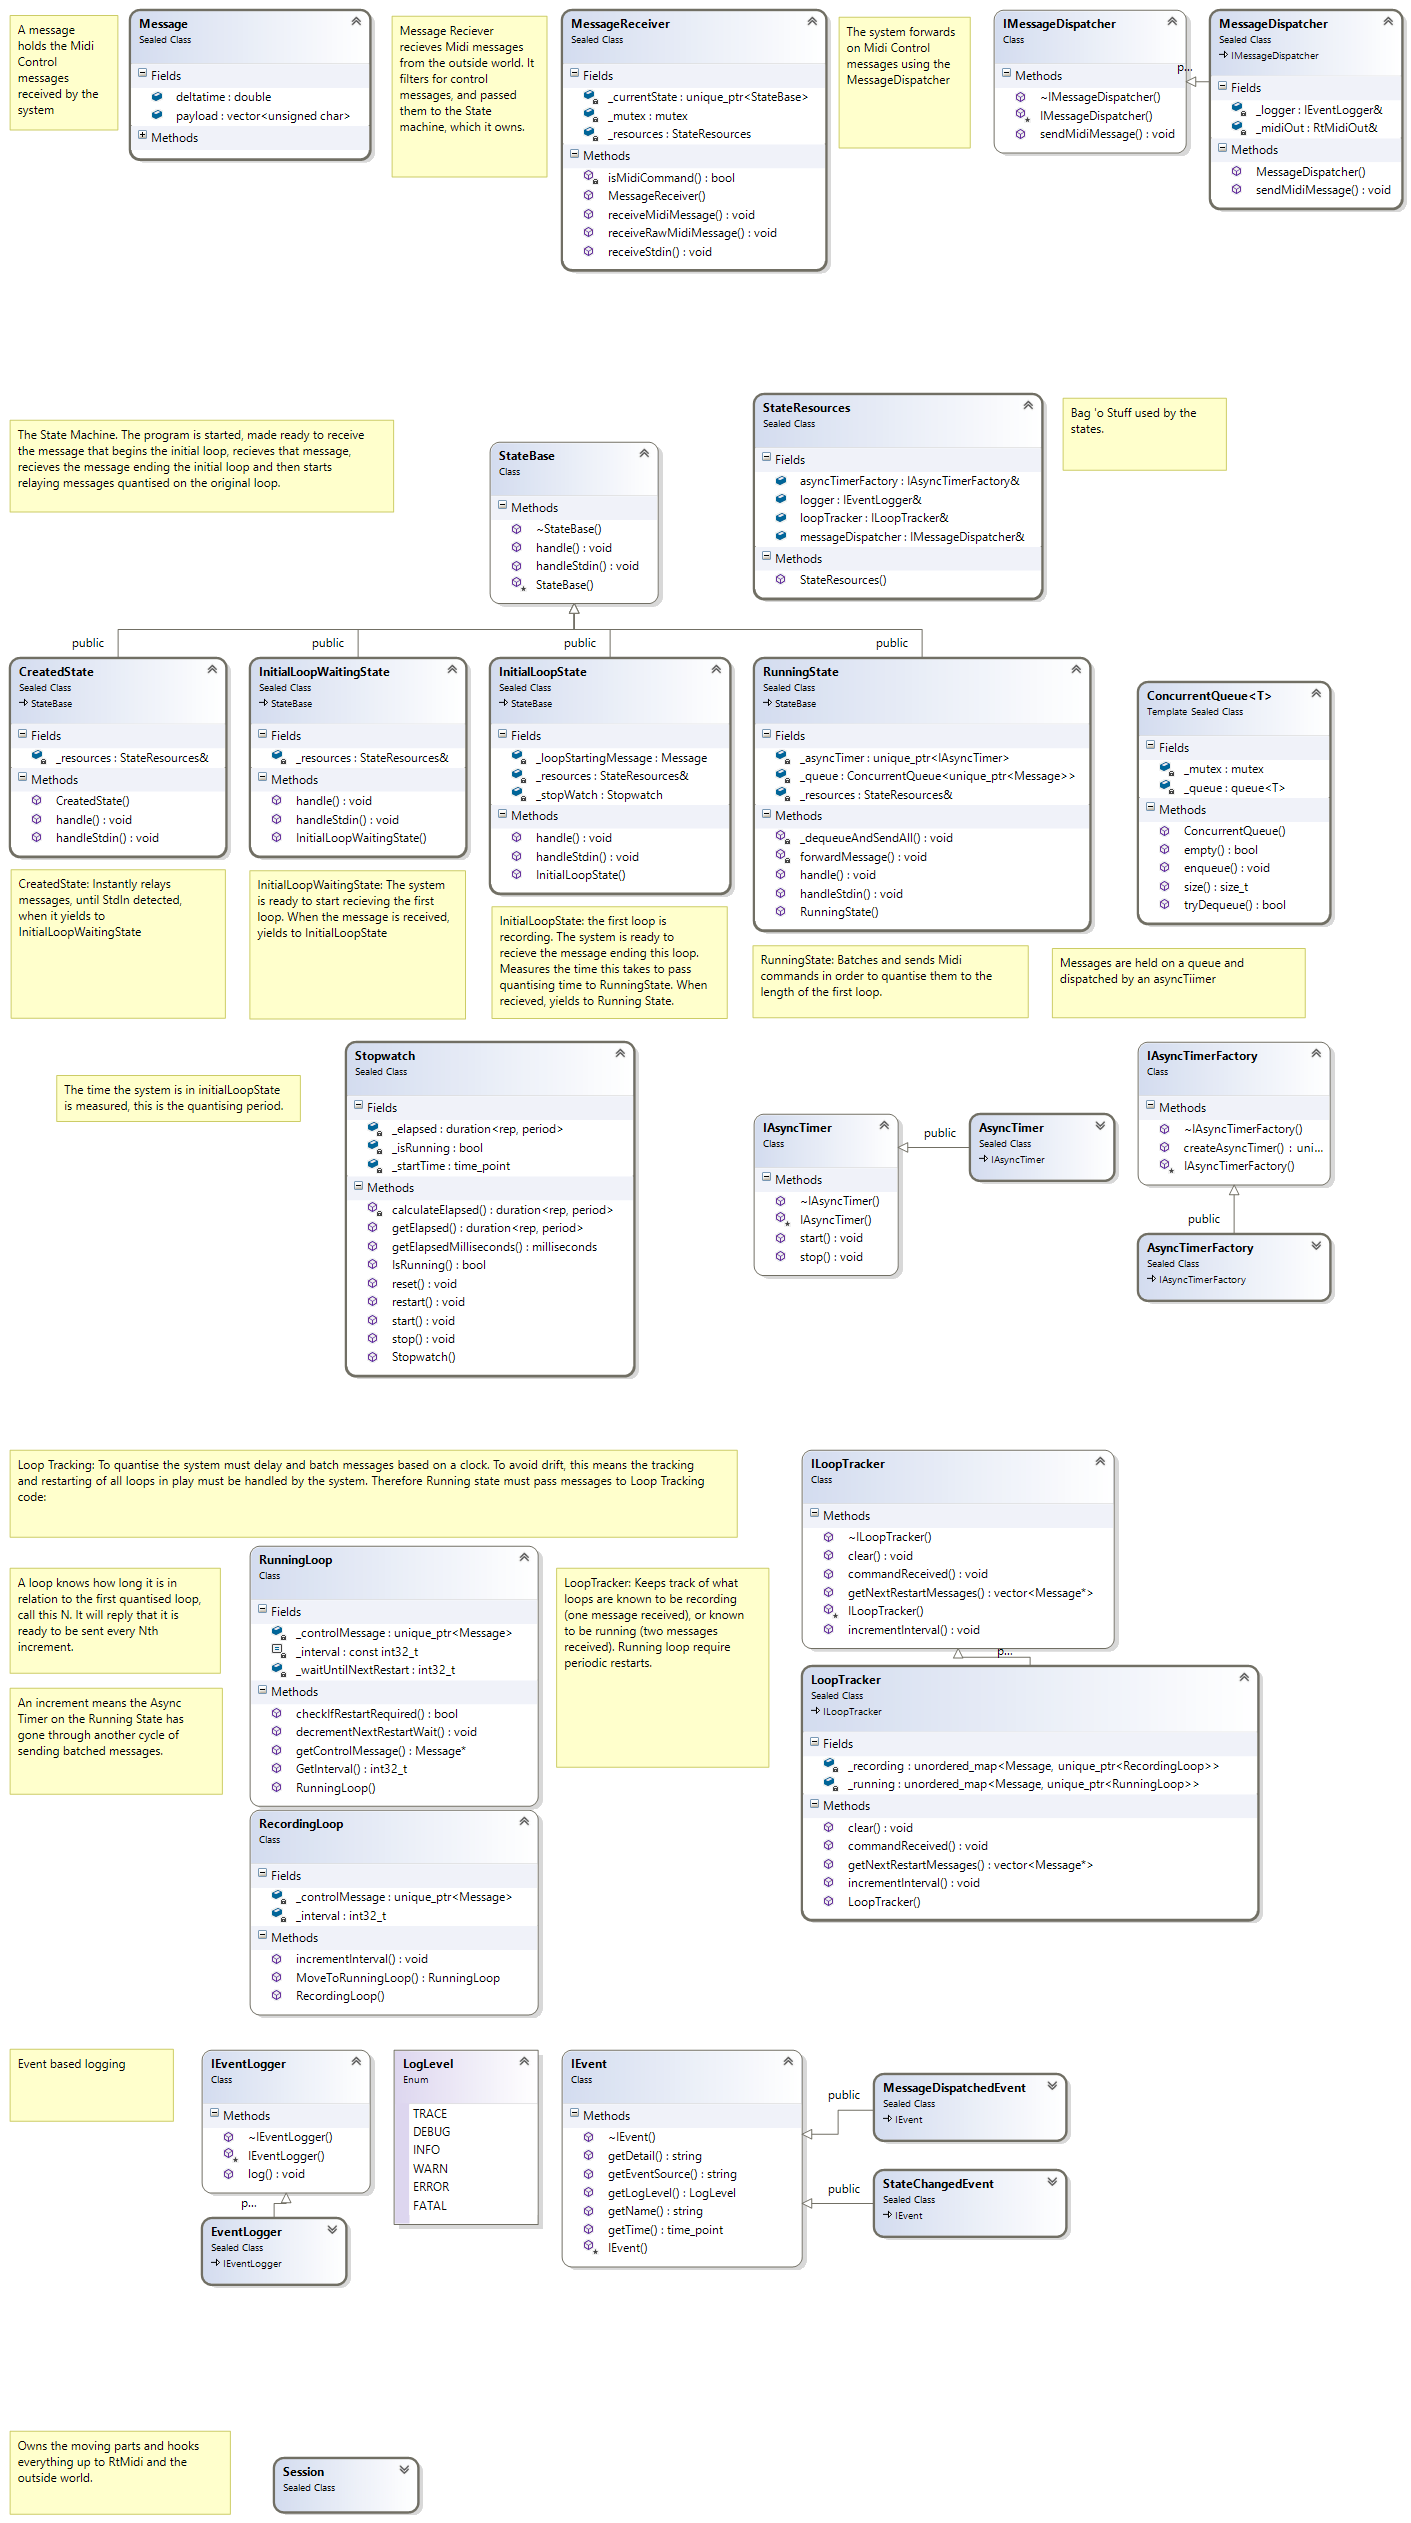 A message
holds the Midi
Control
messages
received by the
system
Message
Sealed Class
Fields
deltatime : double
payload : vector<unsigned char>
Methods
Message Reciever
recieves Midi messages
from the outside world. It
filters for control
messages, and passed
them to the State
machine, which it owns.
MessageReceiver
Sealed Class
Fields
_currentState : unique_ptr<StateBase>
_mutex : mutex
_resources : StateResources
Methods
isMidiCommand() : bool
MessageReceiver()
receiveMidiMessage() : void
receiveRawMidiMessage() : void
receiveStdin() : void
The system forwards
on Midi Control
messages using the
MessageDispatcher
IMessageDispatcher
Class
Methods
~IMessageDispatcher()
IMessageDispatcher()
sendMidiMessage() : void
p...
MessageDispatcher
Sealed Class
IMessageDispatcher
Fields
_logger : IEventLogger&
_midiOut : RtMidiOut&
Methods
MessageDispatcher()
sendMidiMessage() : void
The State Machine. The program is started, made ready to receive
the message that begins the initial loop, recieves that message,
recieves the message ending the initial loop and then starts
relaying messages quantised on the original loop.
StateBase
Class
Methods
~StateBase()
handle() : void
handleStdin() : void
StateBase()
StateResources
Sealed Class
Fields
asyncTimerFactory : IAsyncTimerFactory&
logger : IEventLogger&
loopTracker : ILoopTracker&
messageDispatcher : IMessageDispatcher&
Methods
StateResources()
Bag 'o Stuff used by the
states.
public
public
public
public
CreatedState
Sealed Class
StateBase
Fields
_resources : StateResources&
Methods
CreatedState()
handle() : void
handleStdin() : void
InitialLoopWaitingState
Sealed Class
StateBase
Fields
_resources : StateResources&
Methods
handle() : void
handleStdin() : void
InitialLoopWaitingState()
InitialLoopState
Sealed Class
StateBase
Fields
_loopStartingMessage : Message
_resources : StateResources&
_stopWatch : Stopwatch
Methods
handle() : void
handleStdin() : void
InitialLoopState()
RunningState
Sealed Class
StateBase
Fields
_asyncTimer : unique_ptr<IAsyncTimer>
_queue : ConcurrentQueue<unique_ptr<Message>>
_resources : StateResources&
Methods
_dequeueAndSendAll() : void
forwardMessage() : void
handle() : void
handleStdin() : void
RunningState()
ConcurrentQueue<T>
Template Sealed Class
Fields
_mutex : mutex
_queue : queue<T>
Methods
ConcurrentQueue()
empty() : bool
enqueue() : void
size() : size_t
tryDequeue() : bool
CreatedState: Instantly relays
messages, until StdIn detected,
when it yields to
InitialLoopWaitingState
InitialLoopWaitingState: The system
is ready to start recieving the first
loop. When the message is received,
yields to InitialLoopState
InitialLoopState: the first loop is
recording. The system is ready to
recieve the message ending this loop.
Measures the time this takes to pass
quantising time to RunningState. When
recieved, yields to Running State.
RunningState: Batches and sends Midi
commands in order to quantise them to the
length of the first loop.
Messages are held on a queue and
dispatched by an asyncTiimer
The time the system is in initialLoopState
is measured, this is the quantising period.
Stopwatch
Sealed Class
Fields
_elapsed : duration<rep, period>
_isRunning : bool
_startTime : time_point
Methods
calculateElapsed() : duration<rep, period>
getElapsed() : duration<rep, period>
getElapsedMilliseconds() : milliseconds
IsRunning() : bool
reset() : void
restart() : void
start() : void
stop() : void
Stopwatch()
IAsyncTimer
Class
Methods
~IAsyncTimer()
IAsyncTimer()
start() : void
stop() : void
public
AsyncTimer
Sealed Class
IAsyncTimer
IAsyncTimerFactory
Class
Methods
~IAsyncTimerFactory()
createAsyncTimer() : uni...
IAsyncTimerFactory()
public
AsyncTimerFactory
Sealed Class
IAsyncTimerFactory
Loop Tracking: To quantise the system must delay and batch messages based on a clock. To avoid drift, this means the tracking
and restarting of all loops in play must be handled by the system. Therefore Running state must pass messages to Loop Tracking
code:
A loop knows how long it is in
relation to the first quantised loop,
call this N. It will reply that it is
ready to be sent every Nth
increment.
An increment means the Async
Timer on the Running State has
gone through another cycle of
sending batched messages.
RunningLoop
Class
Fields
_controlMessage : unique_ptr<Message>
_interval : const int32_t
_waitUntilNextRestart : int32_t
Methods
checkIfRestartRequired() : bool
decrementNextRestartWait() : void
getControlMessage() : Message*
GetInterval() : int32_t
RunningLoop()
RecordingLoop
Class
Fields
_controlMessage : unique_ptr<Message>
_interval : int32_t
Methods
incrementInterval() : void
MoveToRunningLoop() : RunningLoop
RecordingLoop()
LoopTracker: Keeps track of what
loops are known to be recording
(one message received), or known
to be running (two messages
received). Running loop require
periodic restarts.
ILoopTracker
Class
Methods
~ILoopTracker()
clear() : void
commandReceived() : void
getNextRestartMessages() : vector<Message*>
ILoopTracker()
incrementInterval() : void
p...
LoopTracker
Sealed Class
ILoopTracker
Fields
_recording : unordered_map<Message, unique_ptr<RecordingLoop>>
_running : unordered_map<Message, unique_ptr<RunningLoop>>
Methods
clear() : void
commandReceived() : void
getNextRestartMessages() : vector<Message*>
incrementInterval() : void
LoopTracker()
Event based logging
IEventLogger
Class
Methods
~IEventLogger()
IEventLogger()
log() : void
p...
EventLogger
Sealed Class
IEventLogger
LogLevel
Enum
TRACE
DEBUG
INFO
WARN
ERROR
FATAL
IEvent
Class
Methods
~IEvent()
getDetail() : string
getEventSource() : string
getLogLevel() : LogLevel
getName() : string
getTime() : time_point
IEvent()
public
MessageDispatchedEvent
Sealed Class
IEvent
public
StateChangedEvent
Sealed Class
IEvent
Owns the moving parts and hooks
everything up to RtMidi and the
outside world.
Session
Sealed Class